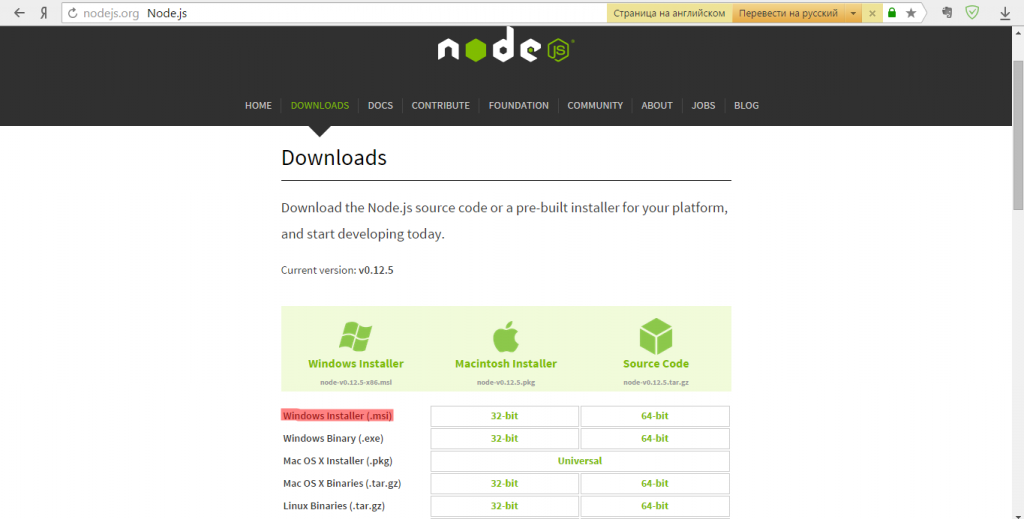 Я nodejs.org Node.js Страница на английском Перевести на русский
node JS
HOME DOWNLOADS DOCS CONTRIBUTE FOUNDATION COMMUNITY ABOUT JOBS BLOG
Downloads
Download the Node.js source code or a pre-built installer for your platform,
and start developing today.
Current version: v0.12.5
Windows Installer Macintosh Installer Source Code
node-v0.12.5-x86.msi node-v0.12.5.pkg node-v0.12.5.tar.gz
Windows Installer (.msi) 32-bit 64-bit
Windows Binary (.exe) 32-bit 64-bit
Mac OS X Installer (.pkg) Universal
Mac OS X Binaries (.tar.gz) 32-bit 64-bit
Linux Binaries (.tar.gz) 32-bit 64-bit